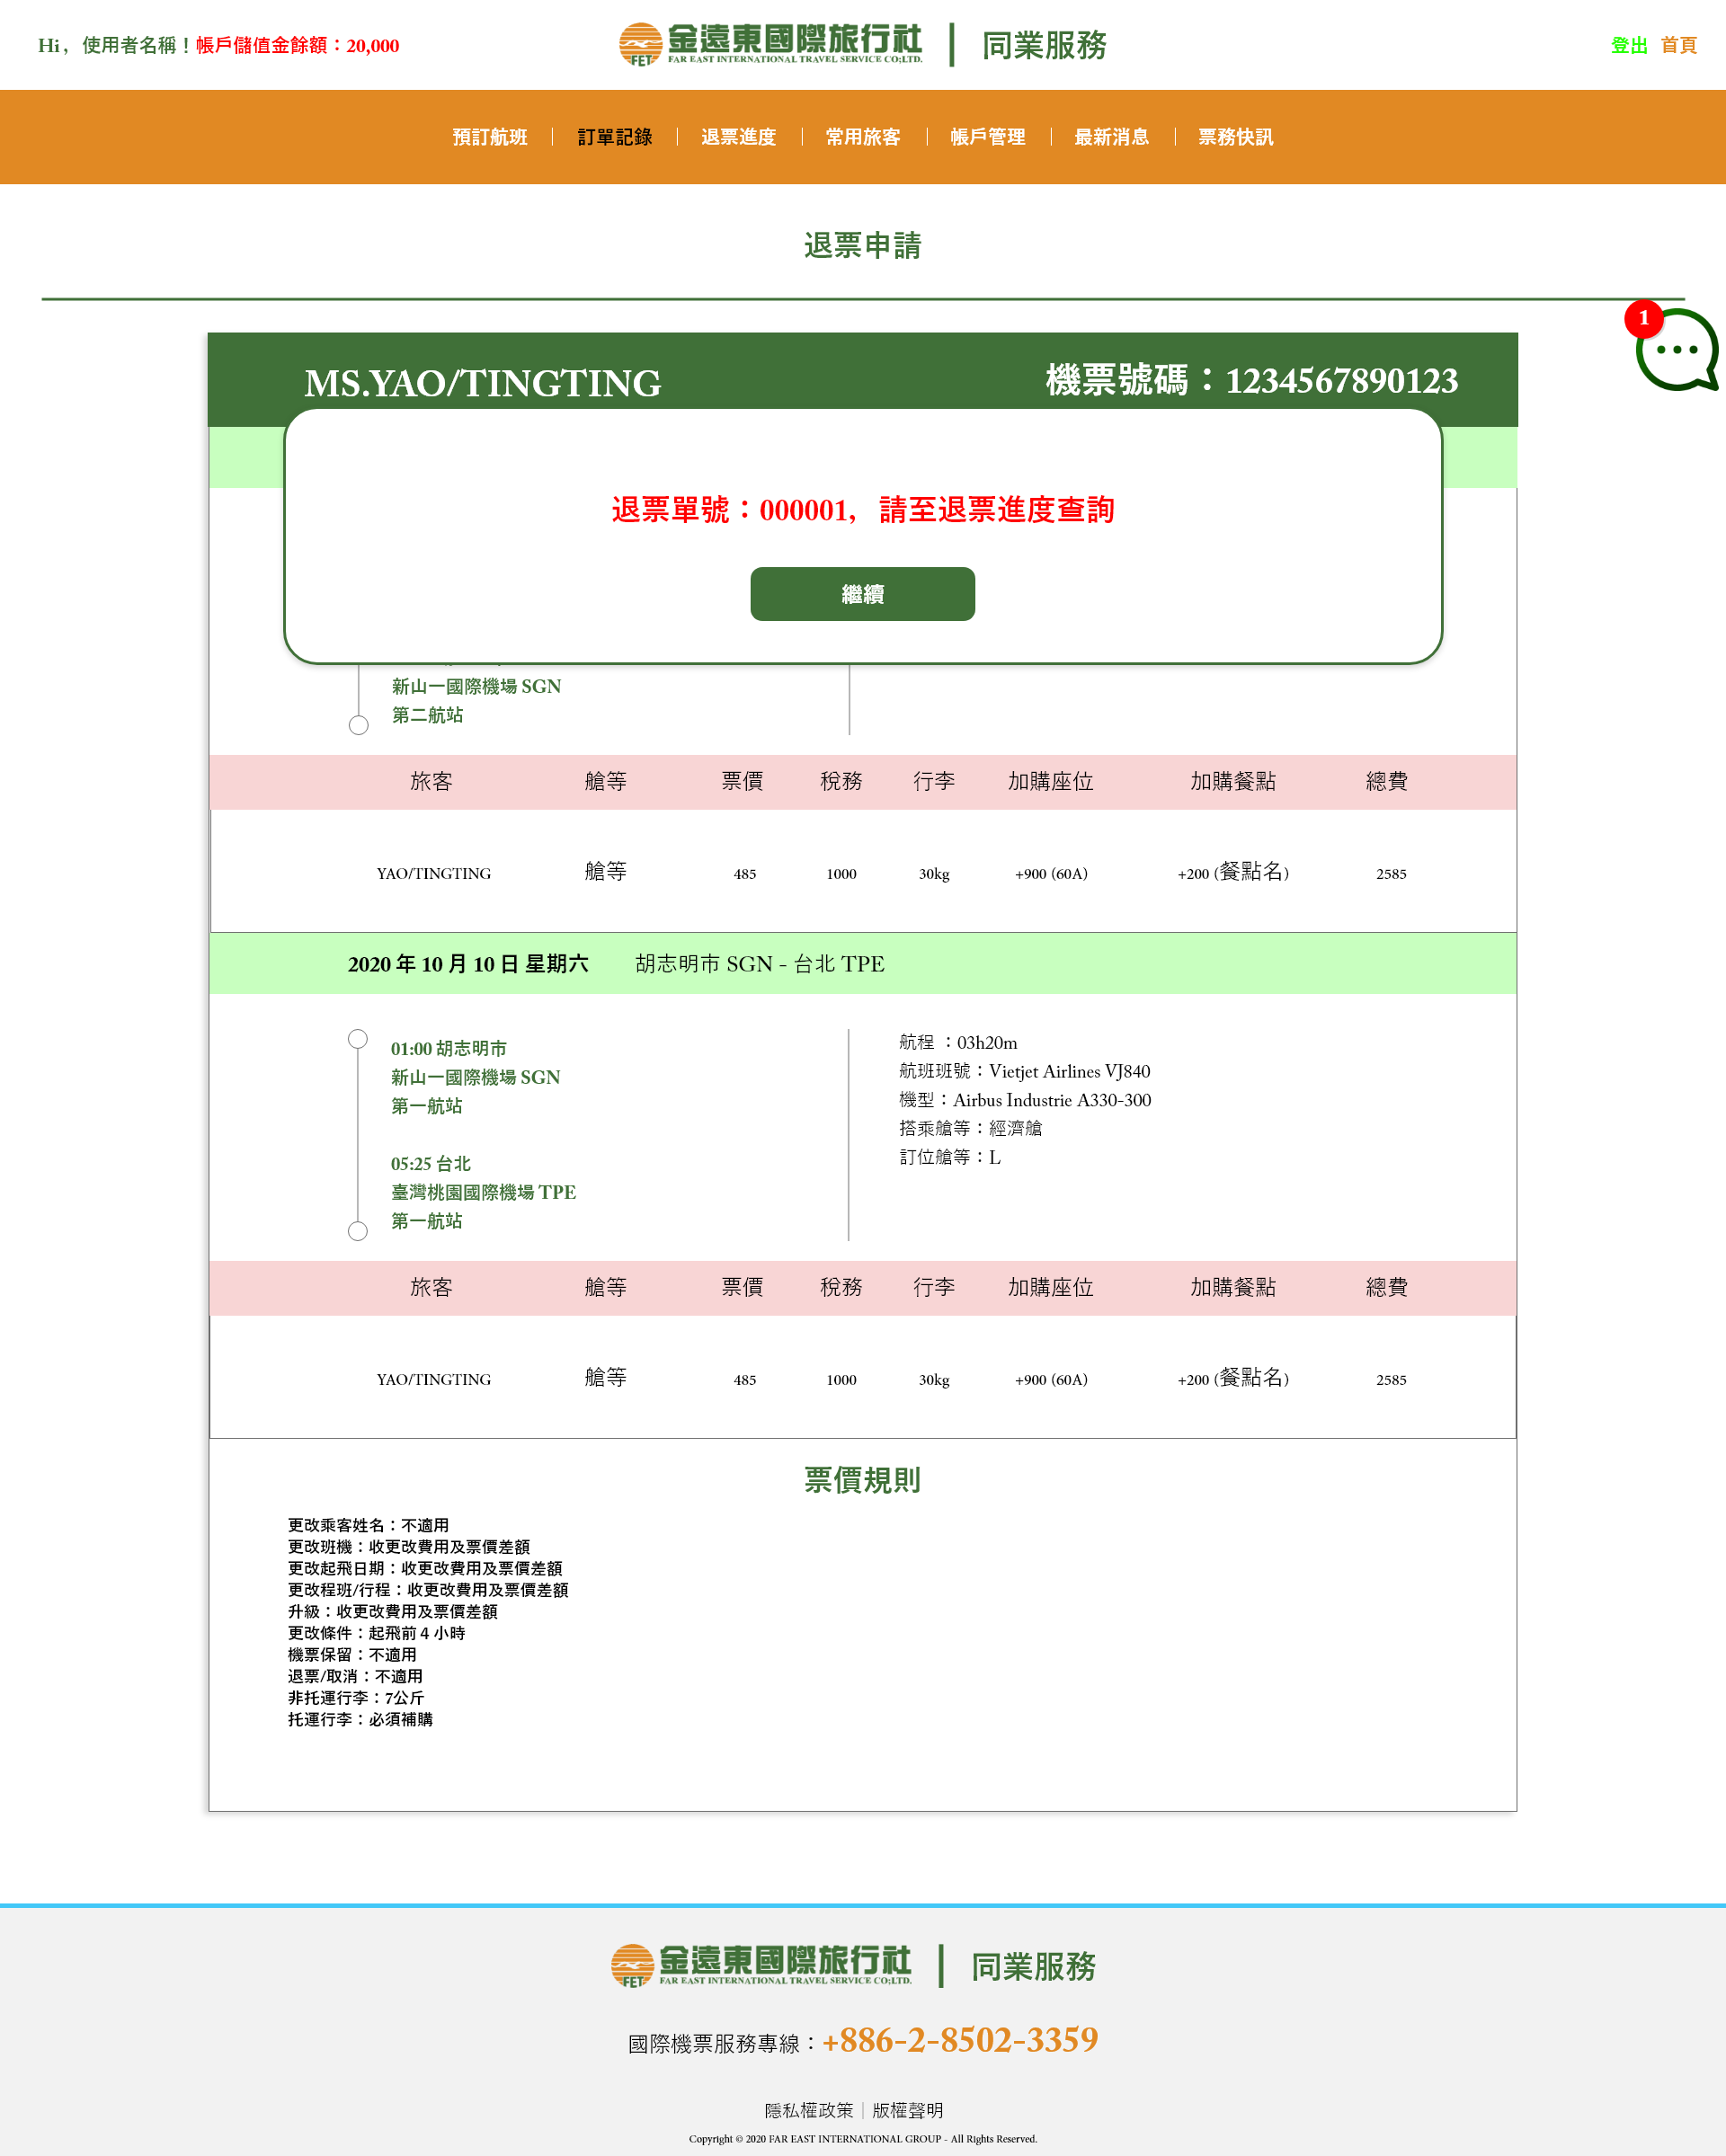 Hi , 使用者名稱！帳戶儲值金餘額：20,000
FET 金遠東國際旅行社 | 同業服務
FAR EAST INTERNATIONAL TRAVEL SERVICE CO;LTD.
登出 首頁
預訂航班 | 訂單記錄 | 退票進度 | 常用旅客 | 帳戶管理 | 最新消息 | 票務快訊
退票申請
1
MS.YAO/TINGTING 機票號碼：1234567890123
退票單號：000001, 請至退票進度查詢
繼續
新山一國際機場 SGN
第二航站
旅客 艙等 票價 稅務 行李 加購座位 加購餐點 總費
YAO/TINGTING 艙等 485 1000 30kg +900 (60A) +200 (餐點名) 2585
2020 年 10 月 10 日 星期六 胡志明市 SGN - 台北 TPE
01:00 胡志明市
新山一國際機場 SGN
第一航站
05:25 台北
臺灣桃園國際機場 TPE
第一航站
航程 ：03h20m
航班班號：Vietjet Airlines VJ840
機型：Airbus Industrie A330-300
搭乘艙等：經濟艙
訂位艙等：L
旅客 艙等 票價 稅務 行李 加購座位 加購餐點 總費
YAO/TINGTING 艙等 485 1000 30kg +900 (60A) +200 (餐點名) 2585
票價規則
更改乘客姓名：不適用
更改班機：收更改費用及票價差額
更改起飛日期：收更改費用及票價差額
更改程班/行程：收更改費用及票價差額
升級：收更改費用及票價差額
更改條件：起飛前 4 小時
機票保留：不適用
退票/取消：不適用
非托運行李：7公斤
托運行李：必須補購
FET 金遠東國際旅行社 | 同業服務
FAR EAST INTERNATIONAL TRAVEL SERVICE CO;LTD.
國際機票服務專線：+886-2-8502-3359
隱私權政策 | 版權聲明
Copyright © 2020 FAR EAST INTERNATIONAL GROUP - All Rights Reserved.